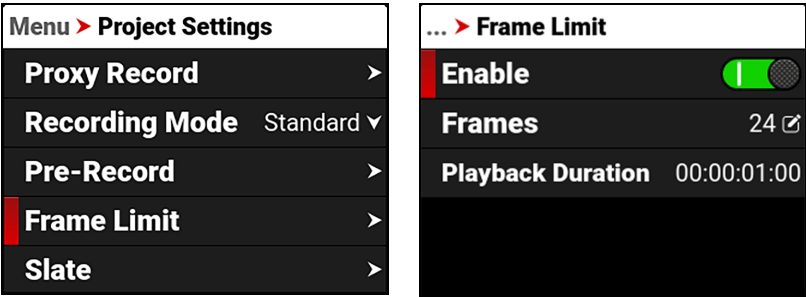 Menu ➤ Project Settings
Proxy Record
Recording Mode Standard
Pre-Record
Frame Limit
Slate
... ➤ Frame Limit
Enable
Frames 24
Playback Duration 00:00:01:00